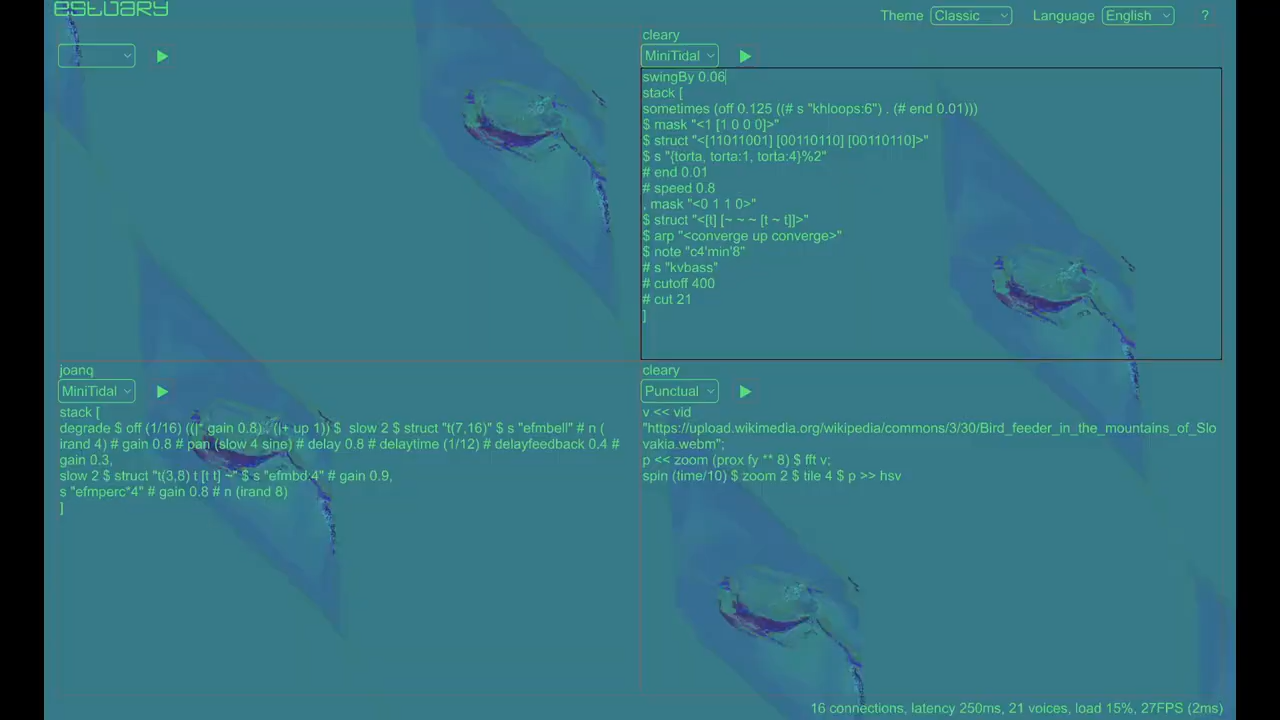 estuary
Theme Classic Language English ?
cleary
MiniTidal
swingBy 0.06
stack [
sometimes (off 0.125 ((# s "khloops:6") . (# end 0.01)))
$ mask "<1 [1 0 0 0]>"
$ struct "<[11011001] [00110110] [00110110]>"
$ s "{torta, torta:1, torta:4}%2"
# end 0.01
# speed 0.8
, mask "<0 1 1 0>"
$ struct "<[t] [~ ~ ~ [t ~ t]]>"
$ arp "<converge up converge>"
$ note "c4'min'8"
# s "kvbass"
# cutoff 400
# cut 21
]
joanq
MiniTidal
stack [
degrade $ off (1/16) ((|* gain 0.8) . (|+ up 1)) $  slow 2 $ struct "t(7,16)" $ s "efmbell" # n (
irand 4) # gain 0.8 # pan (slow 4 sine) # delay 0.8 # delaytime (1/12) # delayfeedback 0.4 #
gain 0.3,
slow 2 $ struct "t(3,8) t [t t] ~" $ s "efmbd:4" # gain 0.9,
s "efmperc*4" # gain 0.8 # n (irand 8)
]
cleary
Punctual
v << vid
"https://upload.wikimedia.org/wikipedia/commons/3/30/Bird_feeder_in_the_mountains_of_Slo
vakia.webm";
p << zoom (prox fy ** 8) $ fft v;
spin (time/10) $ zoom 2 $ tile 4 $ p >> hsv
16 connections, latency 250ms, 21 voices, load 15%, 27FPS (2ms)